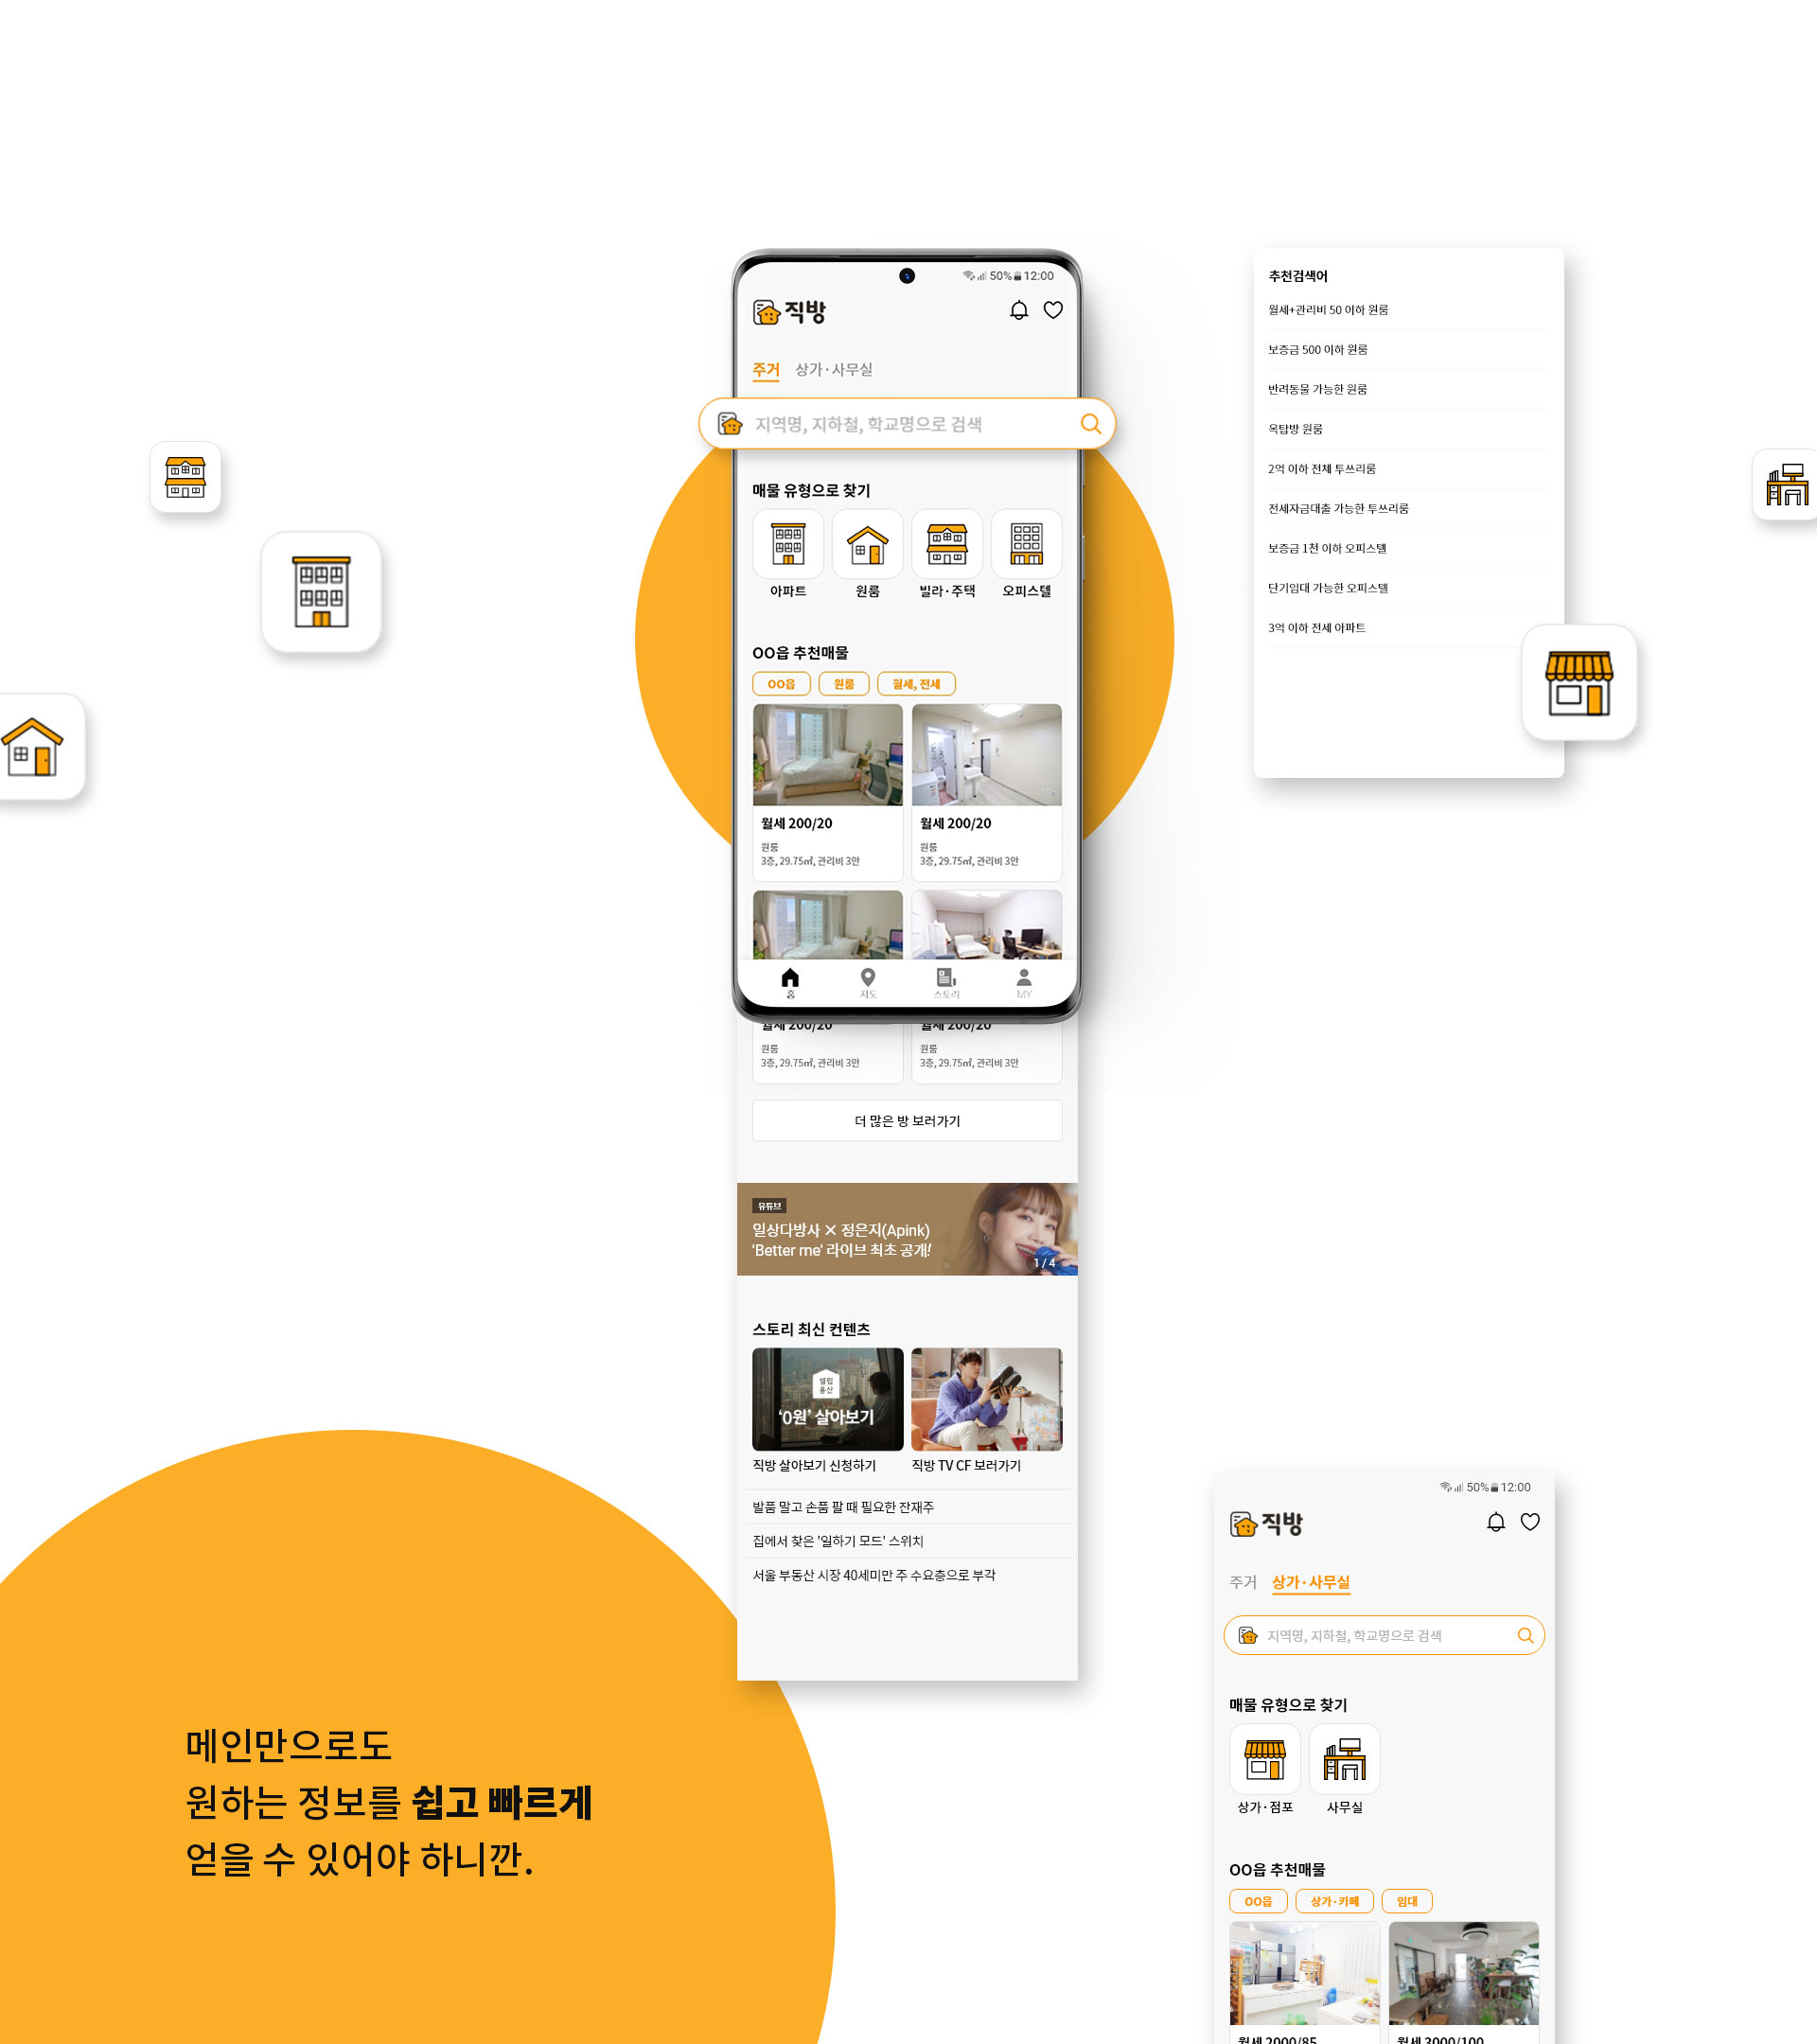 50% 12:00
직방
주거 상가·사무실
지역명, 지하철, 학교명으로 검색
매물 유형으로 찾기
아파트 원룸 빌라·주택 오피스텔
OO읍 추천매물
OO읍 원룸 월세, 전세
월세 200/20 월세 200/20
원룸 원룸
3층, 29.75㎡, 관리비 3만 3층, 29.75㎡, 관리비 3만
홈 지도 스토리 MY
월세 200/20 월세 200/20
원룸 원룸
3층, 29.75㎡, 관리비 3만 3층, 29.75㎡, 관리비 3만
더 많은 방 보러가기
유튜브
일상다방사 ✕ 정은지(Apink)
'Better me' 라이브 최초 공개!
1 / 4
스토리 최신 컨텐츠
셀립
용산
'0원' 살아보기
직방 살아보기 신청하기 직방 TV CF 보러가기
발품 말고 손품 팔 때 필요한 잔재주
집에서 찾은 '일하기 모드' 스위치
서울 부동산 시장 40세미만 주 수요층으로 부각
추천검색어
월세+관리비 50 이하 원룸
보증금 500 이하 원룸
반려동물 가능한 원룸
옥탑방 원룸
2억 이하 전체 투쓰리룸
전세자금대출 가능한 투쓰리룸
보증금 1천 이하 오피스텔
단기임대 가능한 오피스텔
3억 이하 전세 아파트
메인만으로도
원하는 정보를 쉽고 빠르게
얻을 수 있어야 하니깐.
50% 12:00
직방
주거 상가·사무실
지역명, 지하철, 학교명으로 검색
매물 유형으로 찾기
상가·점포 사무실
OO읍 추천매물
OO읍 상가·카페 임대
월세 2000/85 월세 3000/100